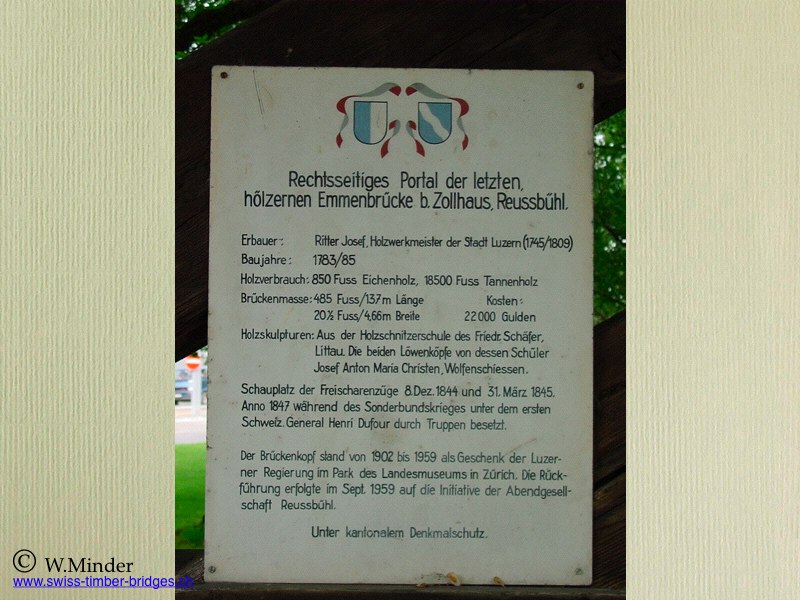 Rechtsseitiges Portal der letzten,
hölzernen Emmenbrücke b. Zollhaus, Reussbühl.
Erbauer: Ritter Josef, Holzwerkmeister der Stadt Luzern (1745/1809)
Baujahre: 1783/85
Holzverbrauch: 850 Fuss Eichenholz, 18500 Fuss Tannenholz
Brückenmasse: 485 Fuss/137m Länge Kosten:
20½ Fuss/4,66m Breite 22000 Gulden
Holzskulpturen: Aus der Holzschnitzerschule des Friedr. Schäfer,
Littau. Die beiden Löwenköpfe von dessen Schüler
Josef Anton Maria Christen, Wolfenschiessen.
Schauplatz der Freischarenzüge 8. Dez. 1844 und 31. März 1845.
Anno 1847 während des Sonderbundskrieges unter dem ersten
Schweiz. General Henri Dufour durch Truppen besetzt.
Der Brückenkopf stand von 1902 bis 1959 als Geschenk der Luzer-
ner Regierung im Park des Landesmuseums in Zürich. Die Rück-
führung erfolgte im Sept. 1959 auf die Initiative der Abendgesell-
schaft Reussbühl.
Unter kantonalem Denkmalschutz.
© W.Minder
www.swiss-timber-bridges.ch